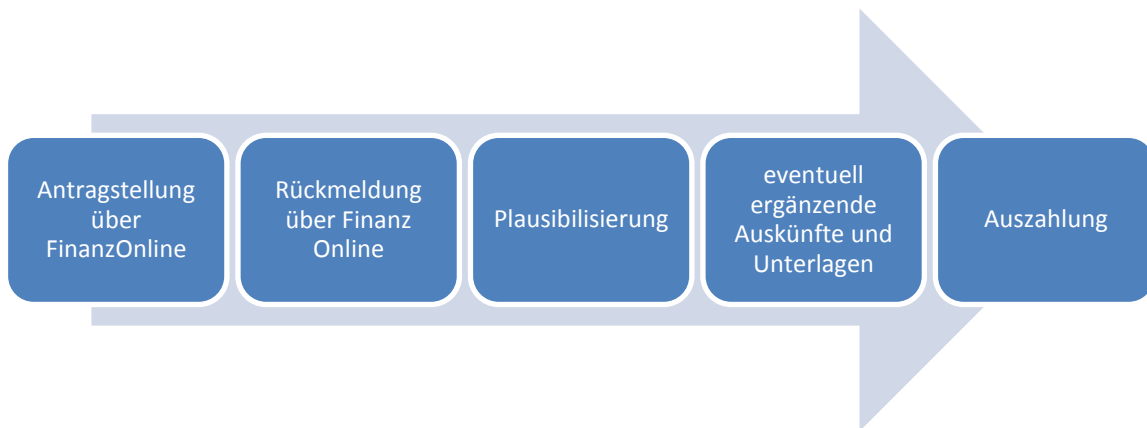 Antragstellung
über
FinanzOnline
Rückmeldung
über Finanz
Online
Plausibilisierung
eventuell
ergänzende
Auskünfte und
Unterlagen
Auszahlung